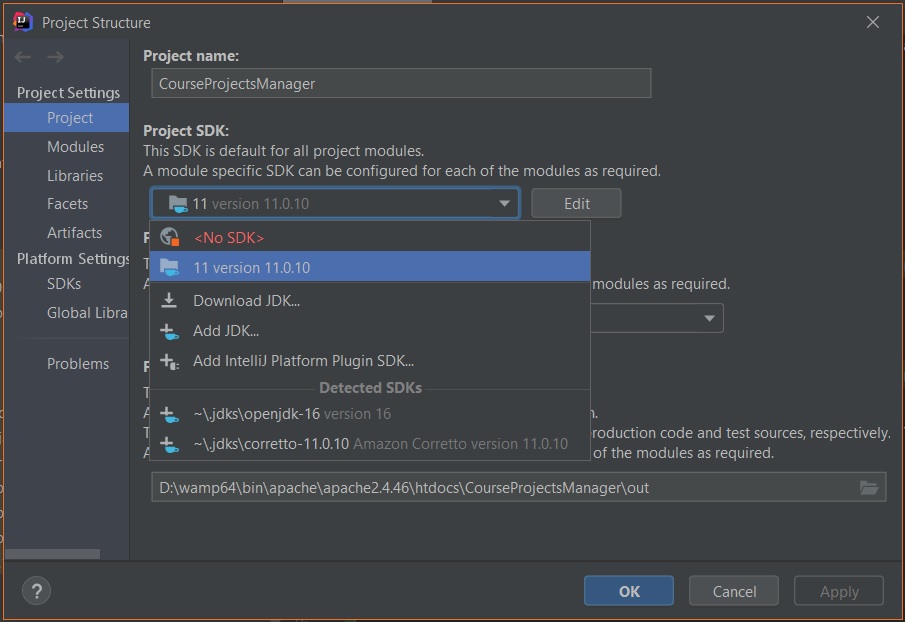 Project Structure
Project name:
CourseProjectsManager
Project Settings
Project
Modules
Libraries
Facets
Artifacts
Platform Settings
SDKs
Global Libra
Problems
Project SDK:
This SDK is default for all project modules.
A module specific SDK can be configured for each of the modules as required.
11 version 11.0.10
Edit
<No SDK>
11 version 11.0.10
modules as required.
Download JDK...
Add JDK...
Add IntelliJ Platform Plugin SDK...
Detected SDKs
~\.jdks\openjdk-16 version 16
~\.jdks\corretto-11.0.10 Amazon Corretto version 11.0.10
roduction code and test sources, respectively.
of the modules as required.
D:\wamp64\bin\apache\apache2.4.46\htdocs\CourseProjectsManager\out
?
OK
Cancel
Apply